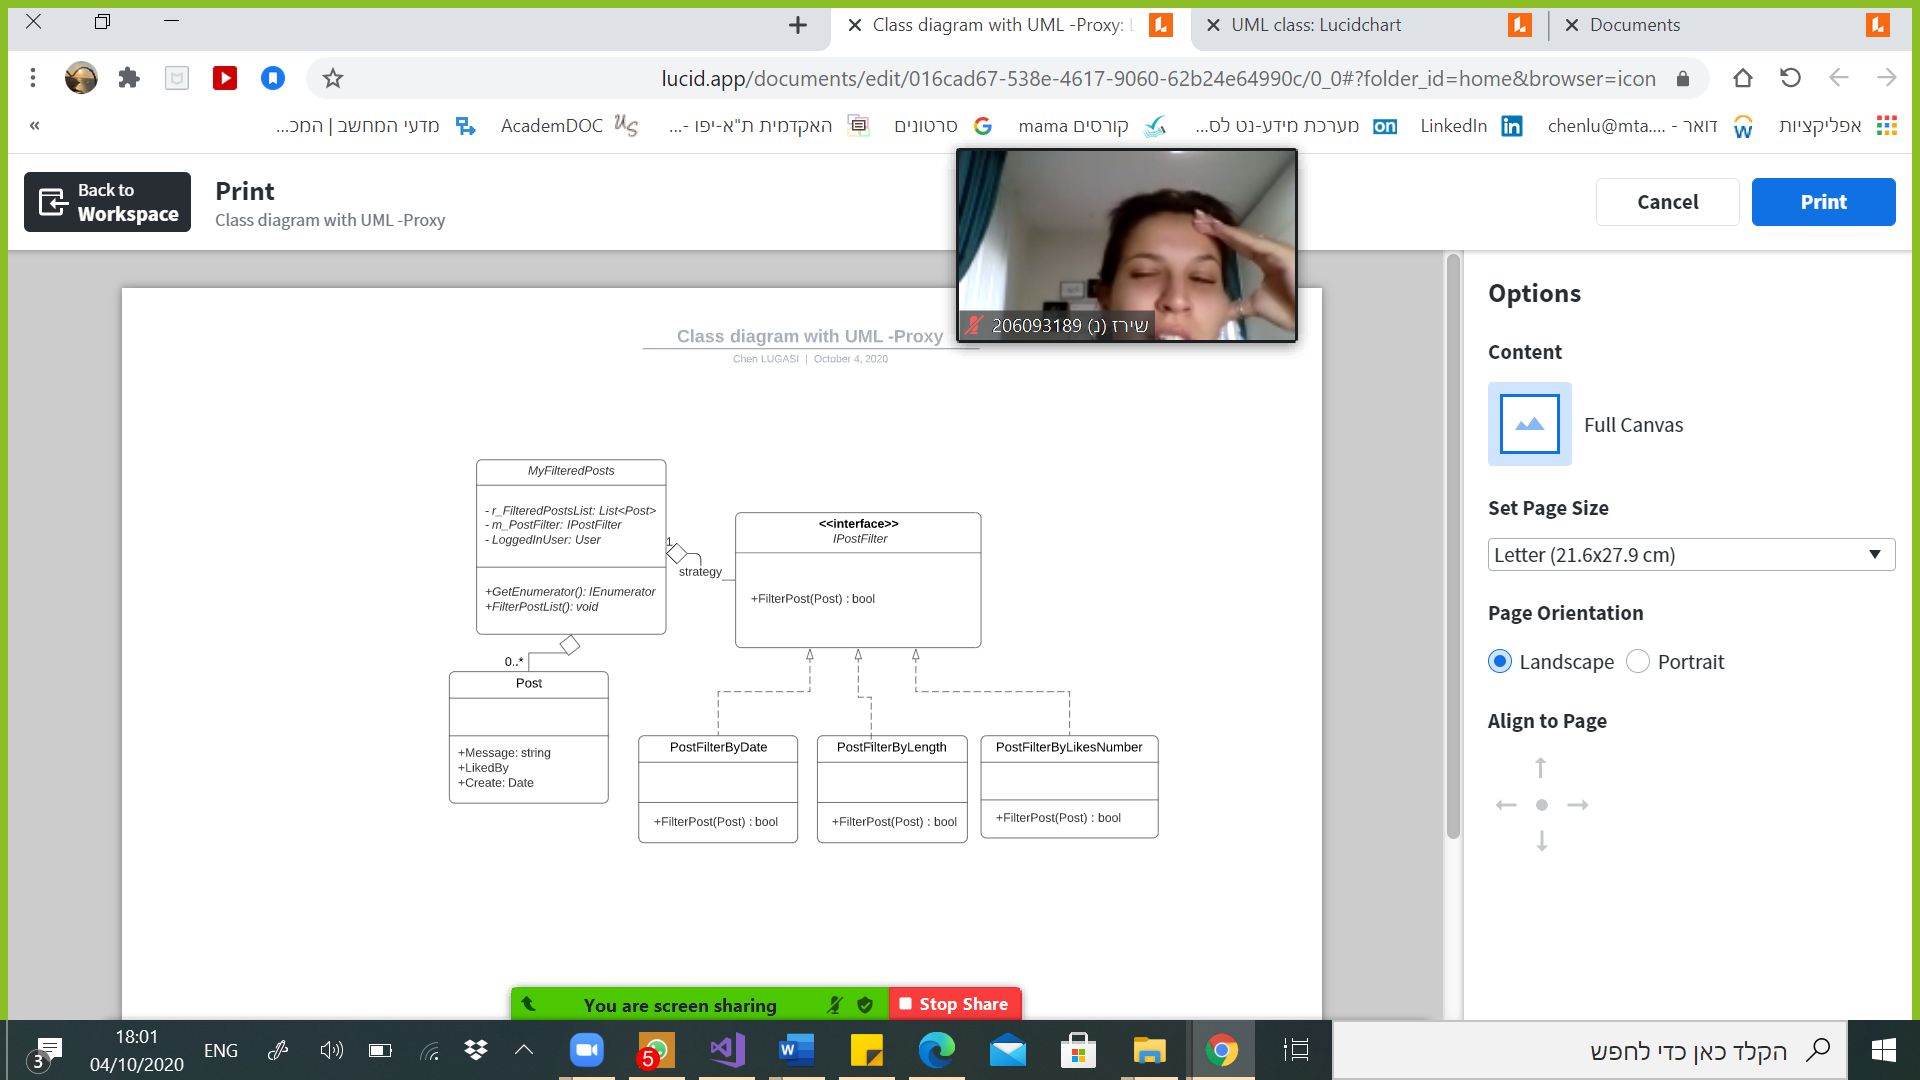 Class diagram with UML -Proxy: L
UML class: Lucidchart
Documents
lucid.app/documents/edit/016cad67-538e-4617-9060-62b24e64990c/0_0#?folder_id=home&browser=icon
«
אפליקציות
דואר - chenlu@mta....
LinkedIn
מערכת מידע-נט לס...
קורסים mama
סרטונים
האקדמית ת"א-יפו -...
AcademDOC
מדעי המחשב | המכ...
Back to
Workspace
Print
Class diagram with UML -Proxy
Cancel
Print
שירז (נ) 206093189
Class diagram with UML -Proxy
Chen LUGASI | October 4, 2020
MyFilteredPosts
- r_FilteredPostsList: List<Post>
- m_PostFilter: IPostFilter
- LoggedInUser: User
+GetEnumerator(): IEnumerator
+FilterPostList(): void
1
strategy
<<interface>>
IPostFilter
+FilterPost(Post) : bool
0..*
Post
+Message: string
+LikedBy
+Create: Date
PostFilterByDate
+FilterPost(Post) : bool
PostFilterByLength
+FilterPost(Post) : bool
PostFilterByLikesNumber
+FilterPost(Post) : bool
Options
Content
Full Canvas
Set Page Size
Letter (21.6x27.9 cm)
Page Orientation
Landscape
Portrait
Align to Page
You are screen sharing
Stop Share
3
18:01
04/10/2020
ENG
5
הקלד כאן כדי לחפש